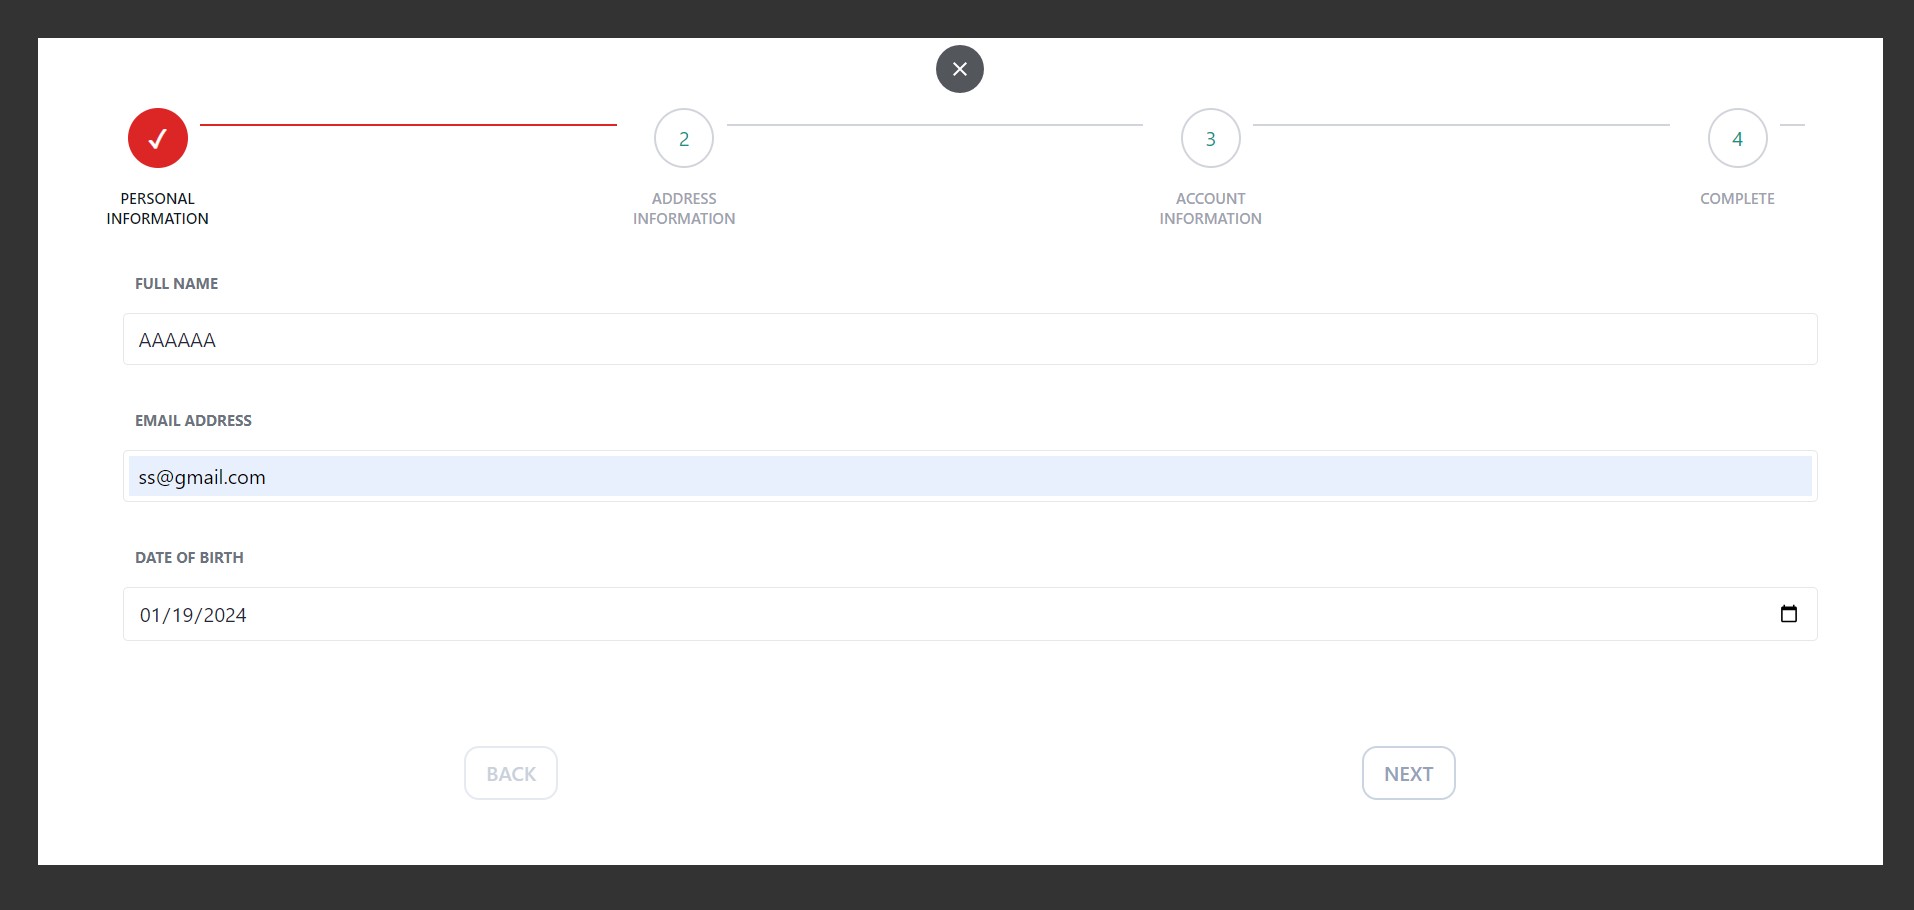 2
3
4
PERSONAL
INFORMATION
ADDRESS
INFORMATION
ACCOUNT
INFORMATION
COMPLETE
FULL NAME
AAAAAA
EMAIL ADDRESS
ss@gmail.com
DATE OF BIRTH
01/19/2024
BACK
NEXT